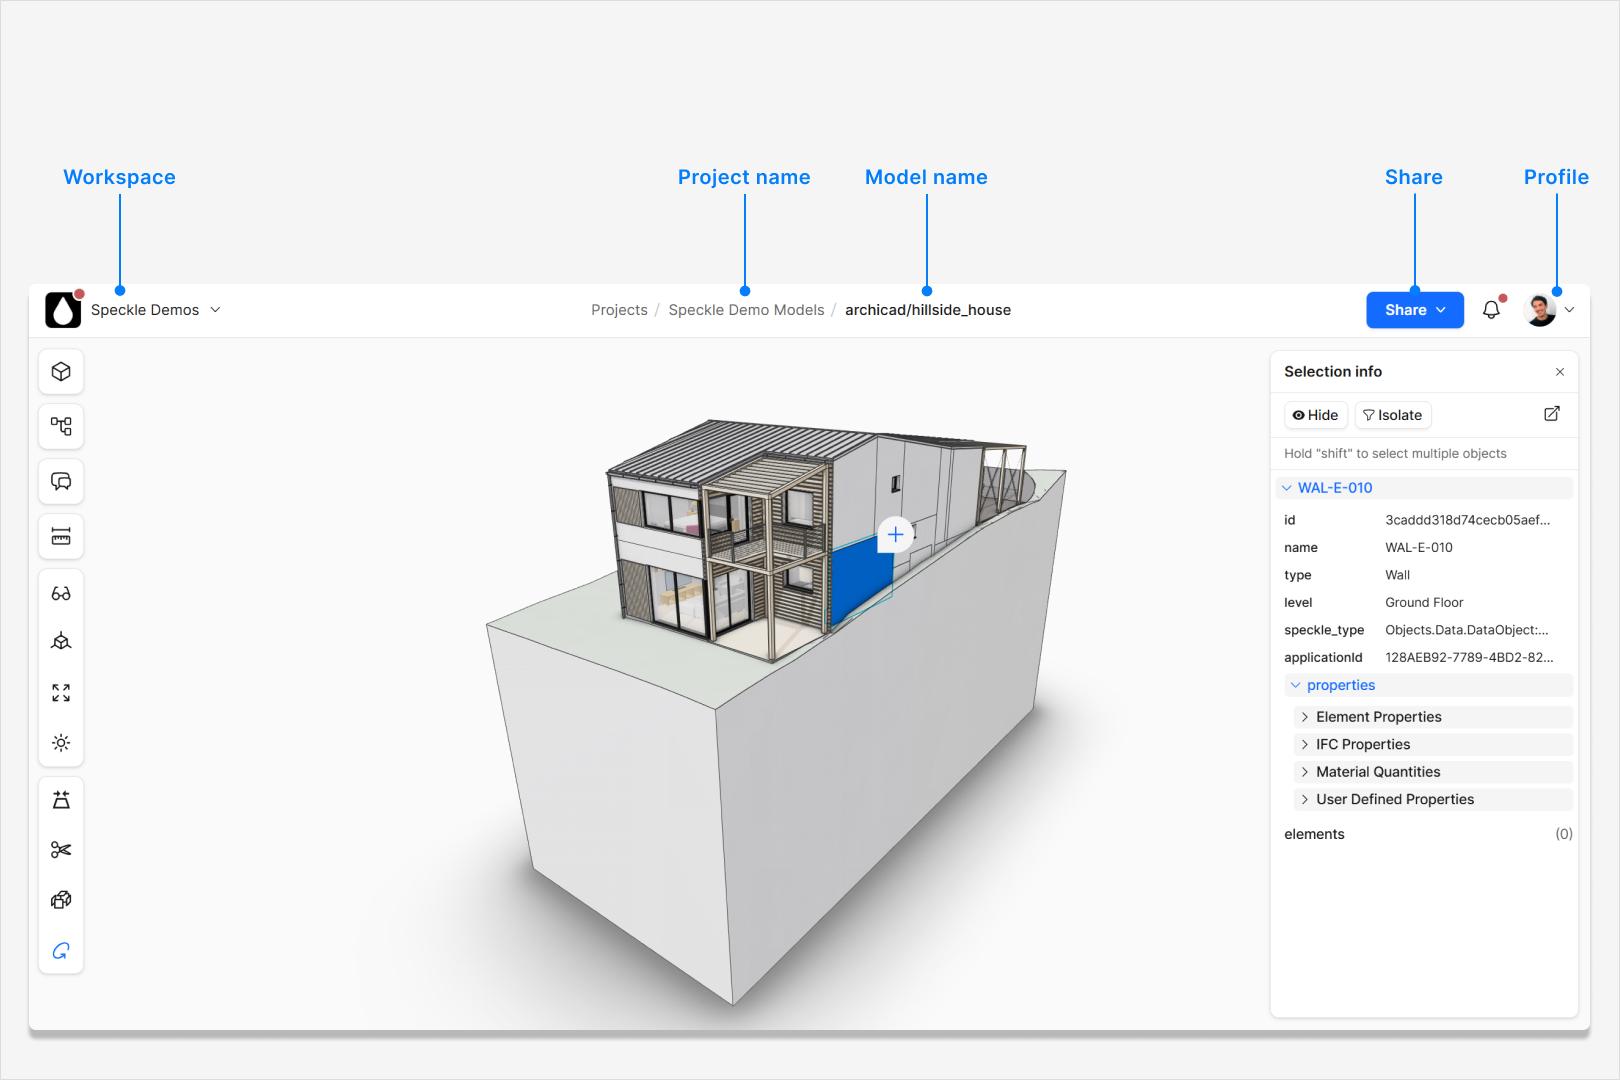 Workspace
Project name
Model name
Share
Profile
Speckle Demos
Projects / Speckle Demo Models / archicad/hillside_house
Share
Selection info
Hide
Isolate
Hold "shift" to select multiple objects
WAL-E-010
id 3caddd318d74cecb05aef...
name WAL-E-010
type Wall
level Ground Floor
speckle_type Objects.Data.DataObject:...
applicationId 128AEB92-7789-4BD2-82...
properties
Element Properties
IFC Properties
Material Quantities
User Defined Properties
elements (0)